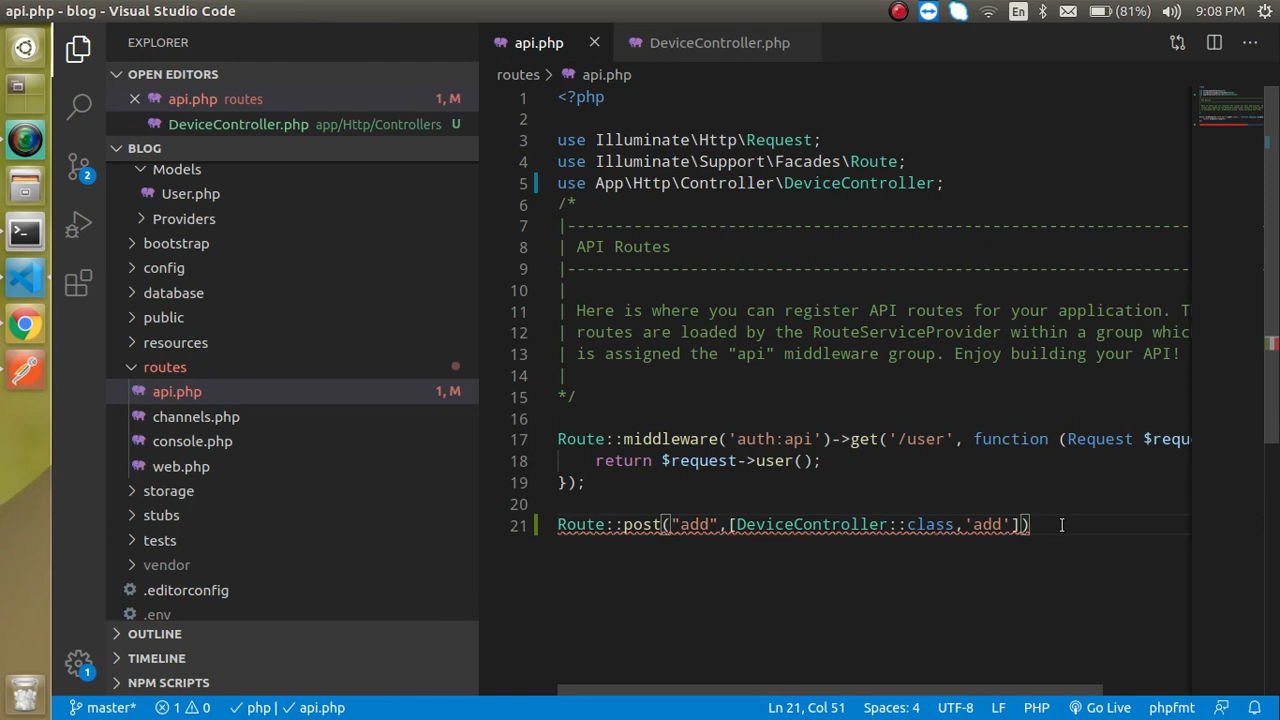 api.php - blog - Visual Studio Code
En
(81%)
9:08 PM
EXPLORER
OPEN EDITORS
api.php routes 1, M
DeviceController.php app/Http/Controllers U
BLOG
Models
User.php
Providers
bootstrap
config
database
public
resources
routes
api.php 1, M
channels.php
console.php
web.php
storage
stubs
tests
vendor
.editorconfig
.env
OUTLINE
TIMELINE
NPM SCRIPTS
2
1
api.php
DeviceController.php
routes > api.php
1 <?php
2
3 use Illuminate\Http\Request;
4 use Illuminate\Support\Facades\Route;
5 use App\Http\Controller\DeviceController;
6 /*
7 |--------------------------------------------------------------------------
8 | API Routes
9 |--------------------------------------------------------------------------
10 |
11 | Here is where you can register API routes for your application. T
12 | routes are loaded by the RouteServiceProvider within a group which
13 | is assigned the "api" middleware group. Enjoy building your API!
14 |
15 */
16
17 Route::middleware('auth:api')->get('/user', function (Request $requ
18 return $request->user();
19 });
20
21 Route::post("add",[DeviceController::class,'add'])
master* 1 0 php api.php Ln 21, Col 51 Spaces: 4 UTF-8 LF PHP Go Live phpfmt